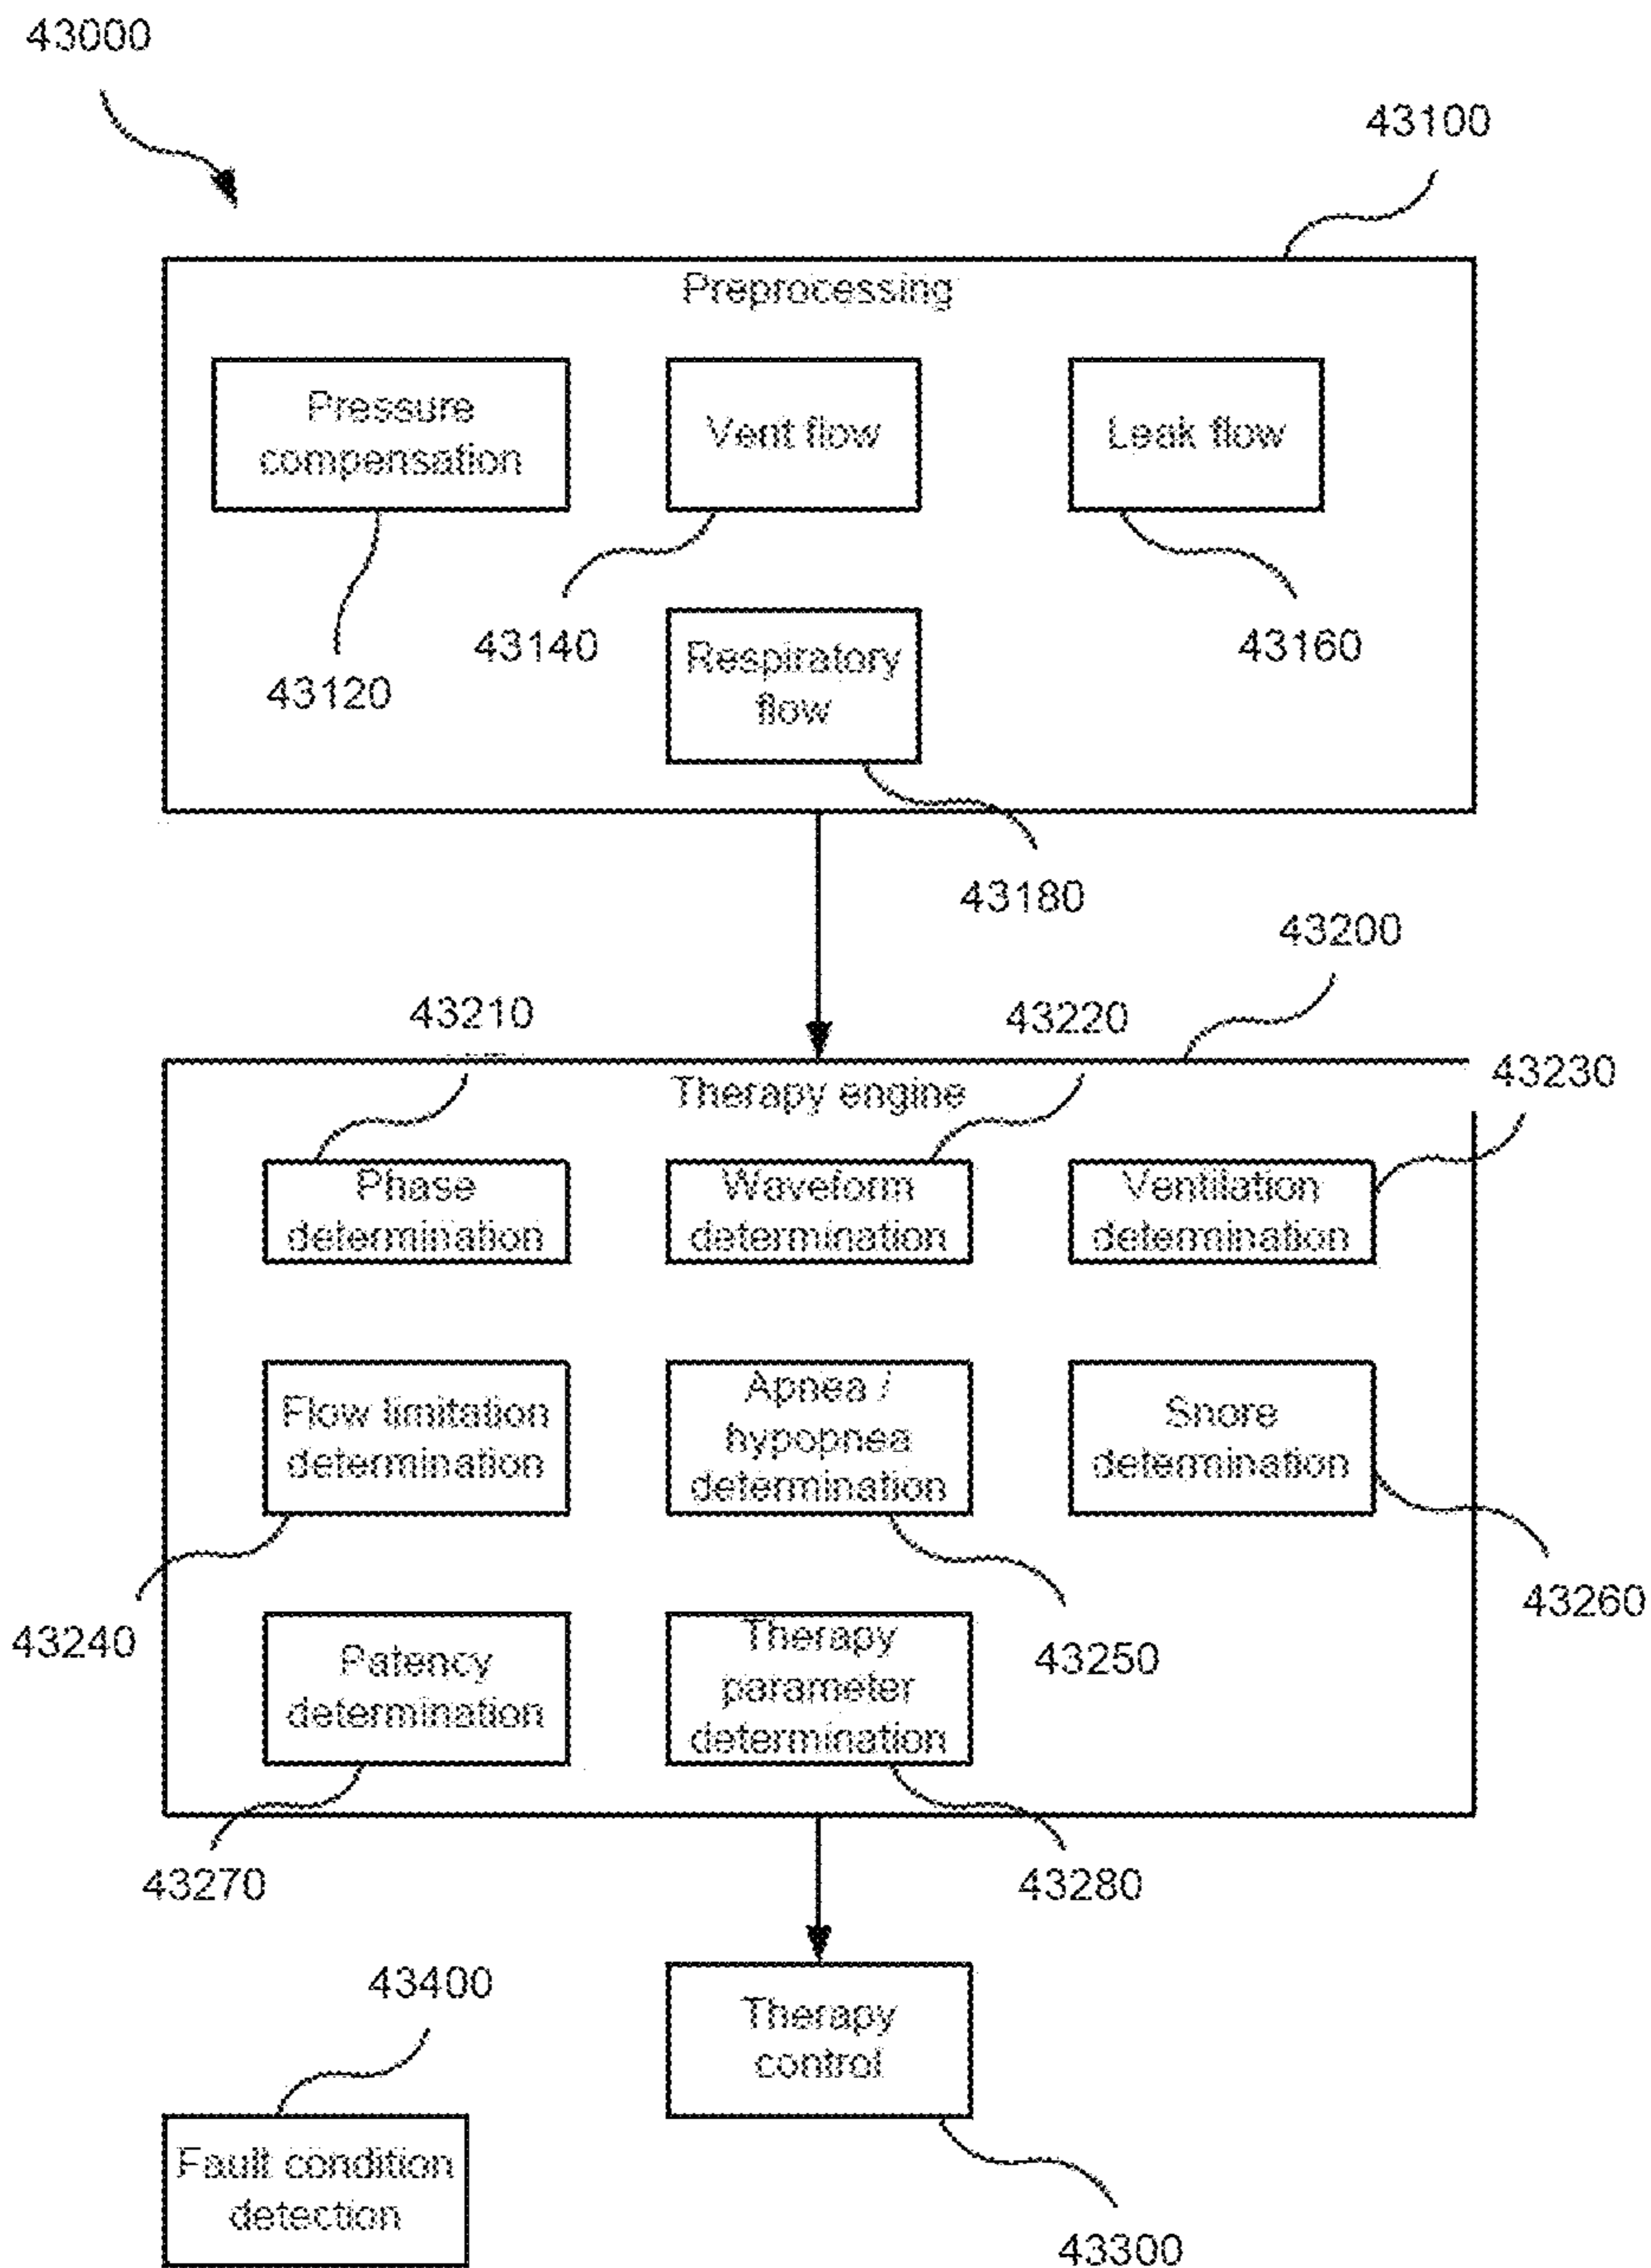 43000
43100
Preprocessing
Pressure
compensation
Vent flow
Leak flow
43120
43140
43160
Respiratory
flow
43180
43200
43210
43220
43230
Therapy engine
Phase
determination
Waveform
determination
Ventilation
determination
Flow limitation
determination
Apnea /
hypopnea
determination
Snore
determination
43240
43250
43260
Patency
determination
Therapy
parameter
determination
43270
43280
43400
Therapy
control
Fault condition
detection
43300